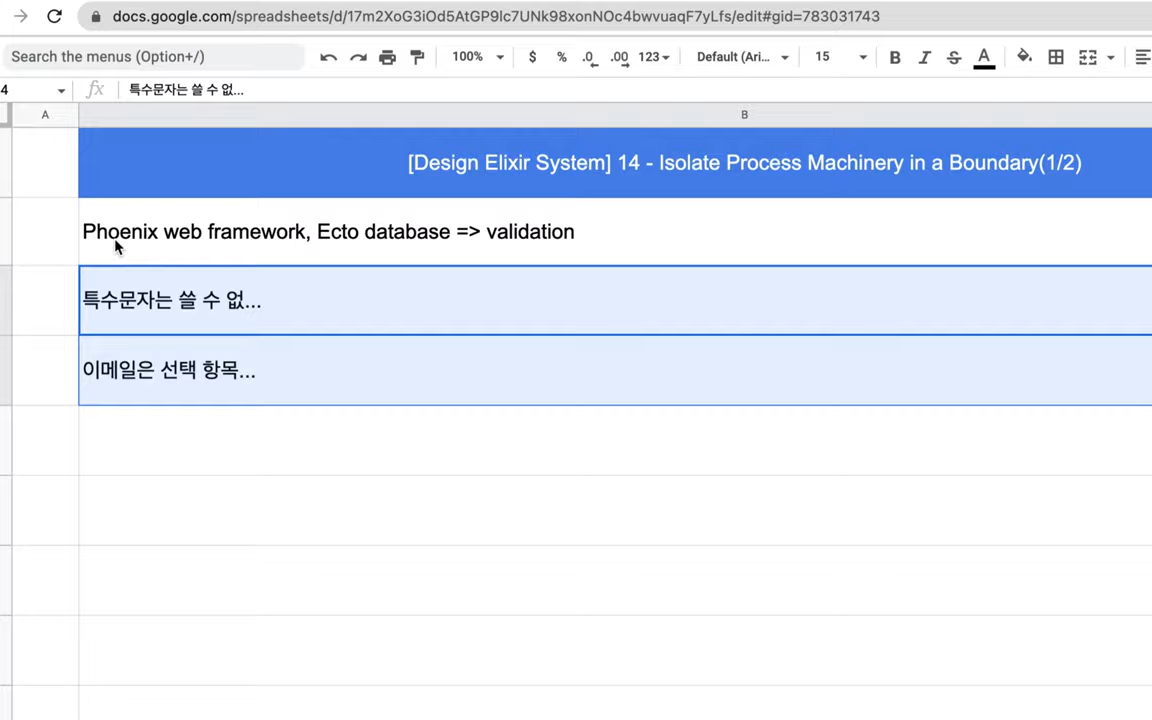 docs.google.com/spreadsheets/d/17m2XoG3iOd5AtGP9lc7UNk98xonNOc4bwvuaqF7yLfs/edit#gid=783031743
Search the menus (Option+/) 100% $ % .0 .00 123 Default (Ari... 15 B I S A
4 fx 특수문자는 쓸 수 없...
A B
[Design Elixir System] 14 - Isolate Process Machinery in a Boundary(1/2)
Phoenix web framework, Ecto database => validation
특수문자는 쓸 수 없...
이메일은 선택 항목...